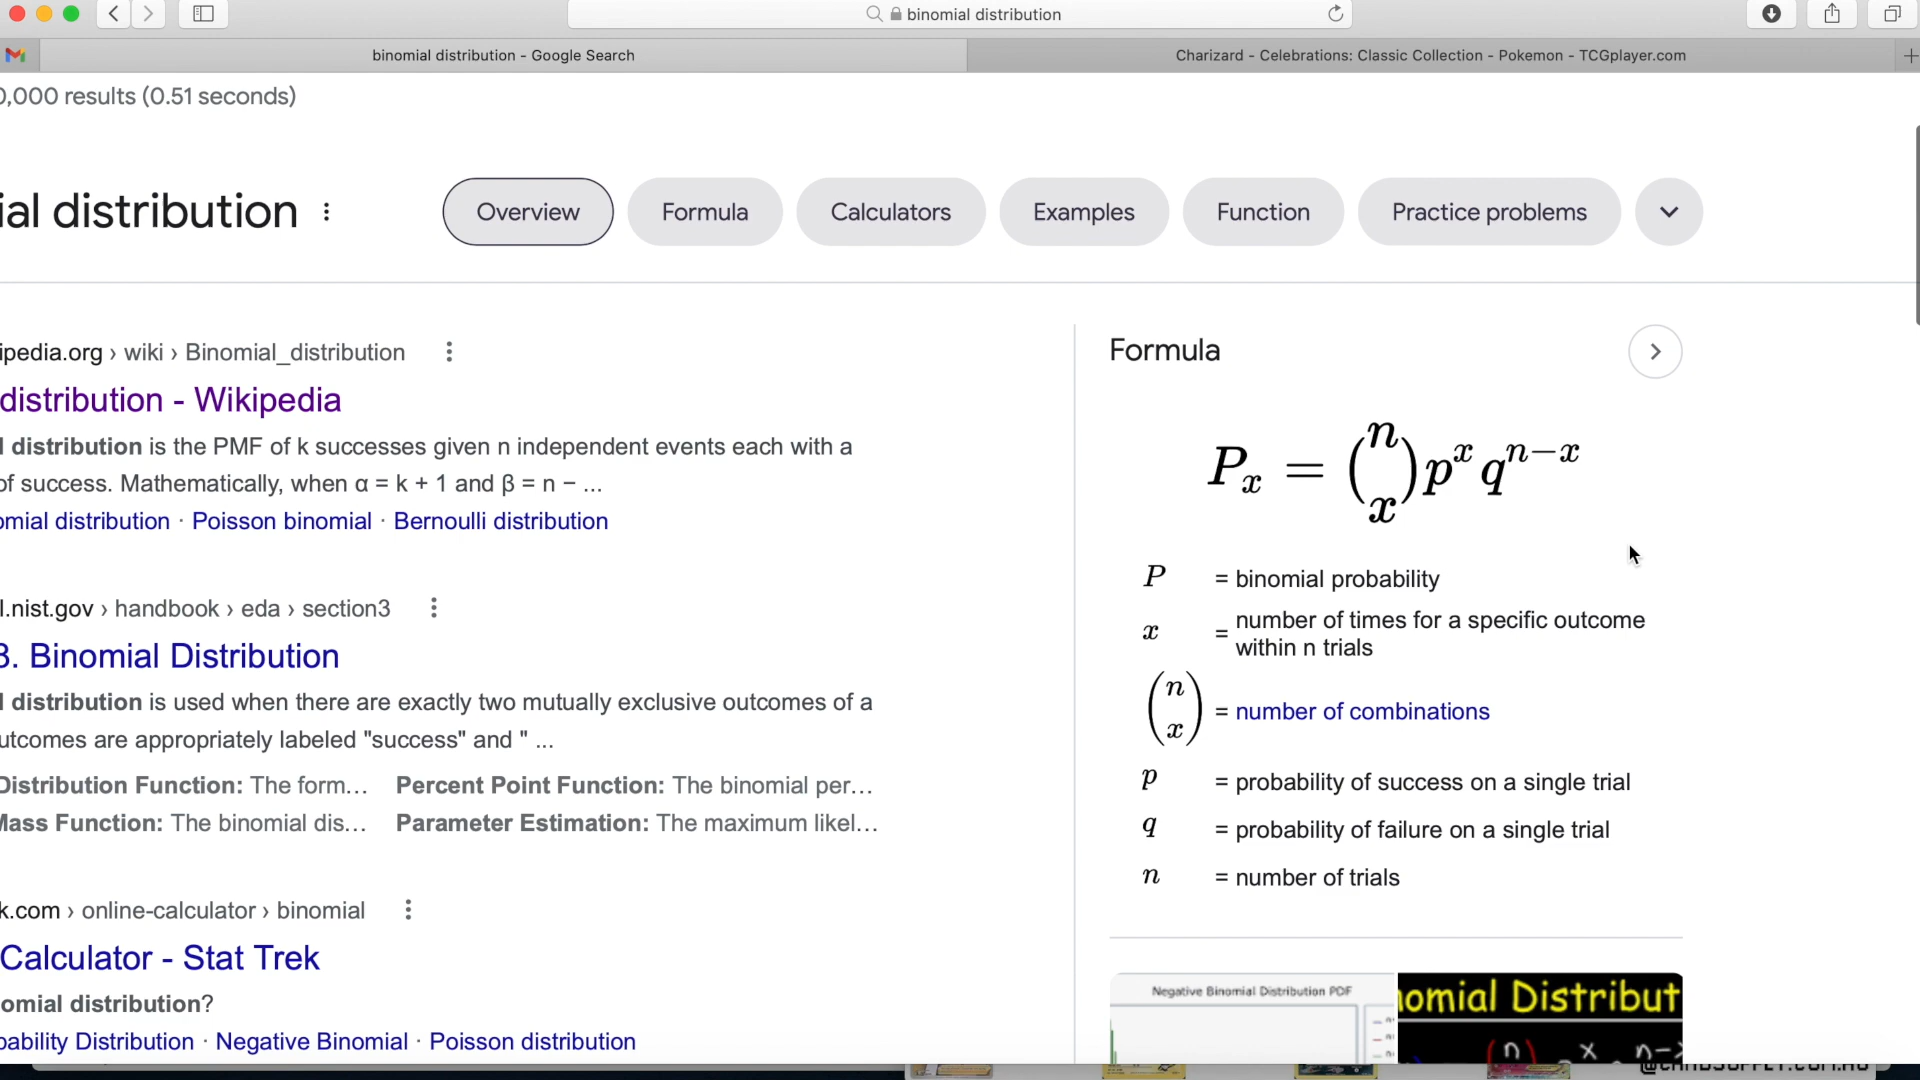 binomial distribution
binomial distribution - Google Search
Charizard - Celebrations: Classic Collection - Pokemon - TCGplayer.com
0,000 results (0.51 seconds)
ial distribution
Overview
Formula
Calculators
Examples
Function
Practice problems
ipedia.org › wiki › Binomial_distribution
distribution - Wikipedia
l distribution is the PMF of k successes given n independent events each with a
of success. Mathematically, when α = k + 1 and β = n − ...
omial distribution · Poisson binomial · Bernoulli distribution
l.nist.gov › handbook › eda › section3
3. Binomial Distribution
l distribution is used when there are exactly two mutually exclusive outcomes of a
utcomes are appropriately labeled "success" and " ...
Distribution Function: The form... Percent Point Function: The binomial per...
Mass Function: The binomial dis... Parameter Estimation: The maximum likel...
k.com › online-calculator › binomial
Calculator - Stat Trek
omial distribution?
bability Distribution · Negative Binomial · Poisson distribution
Formula
Pₓ = (n x) pˣ qⁿ⁻ˣ
P = binomial probability
x = number of times for a specific outcome
within n trials
(n x) = number of combinations
p = probability of success on a single trial
q = probability of failure on a single trial
n = number of trials
Negative Binomial Distribution PDF
nomial Distribut
(n x n-